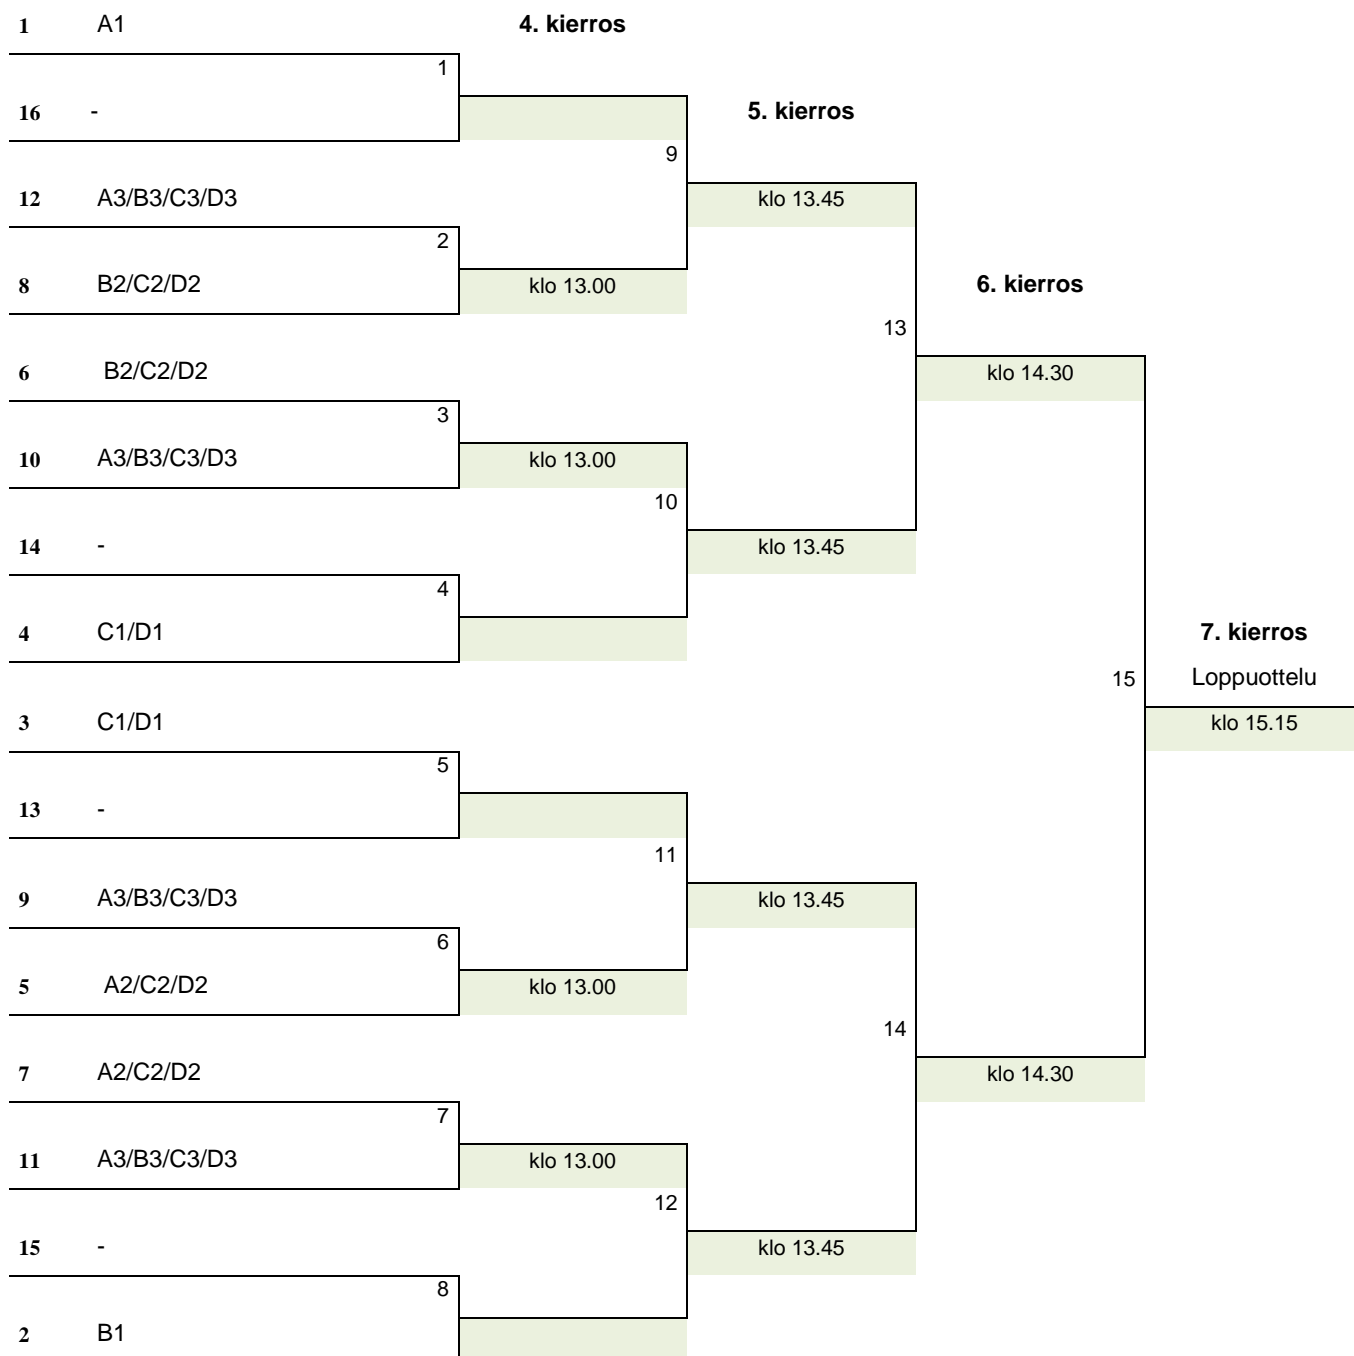 1 A1 4. kierros
1
16 - 5. kierros
9
12 A3/B3/C3/D3 klo 13.45
2
8 B2/C2/D2 klo 13.00 6. kierros
13
6 B2/C2/D2 klo 14.30
3
10 A3/B3/C3/D3 klo 13.00
10
14 - klo 13.45
4
4 C1/D1 7. kierros
15 Loppuottelu
3 C1/D1 klo 15.15
5
13 -
11
9 A3/B3/C3/D3 klo 13.45
6
5 A2/C2/D2 klo 13.00
14
7 A2/C2/D2 klo 14.30
7
11 A3/B3/C3/D3 klo 13.00
12
15 - klo 13.45
8
2 B1